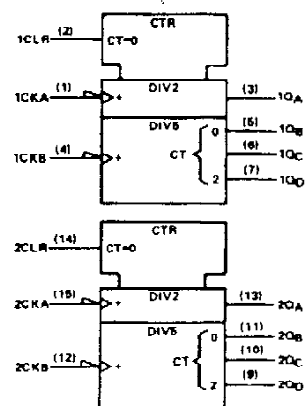 CTR
1CLR (2) CT=0
DIV2
1CKA (1) + (3) 1QA
DIV5
0 (5) 1QB
1CKB (4) + CT (6) 1QC
2 (7) 1QD
CTR
2CLR (14) CT=0
DIV2
2CKA (15) + (13) 2QA
DIV5
0 (11) 2QB
2CKB (12) + CT (10) 2QC
2 (9) 2QD